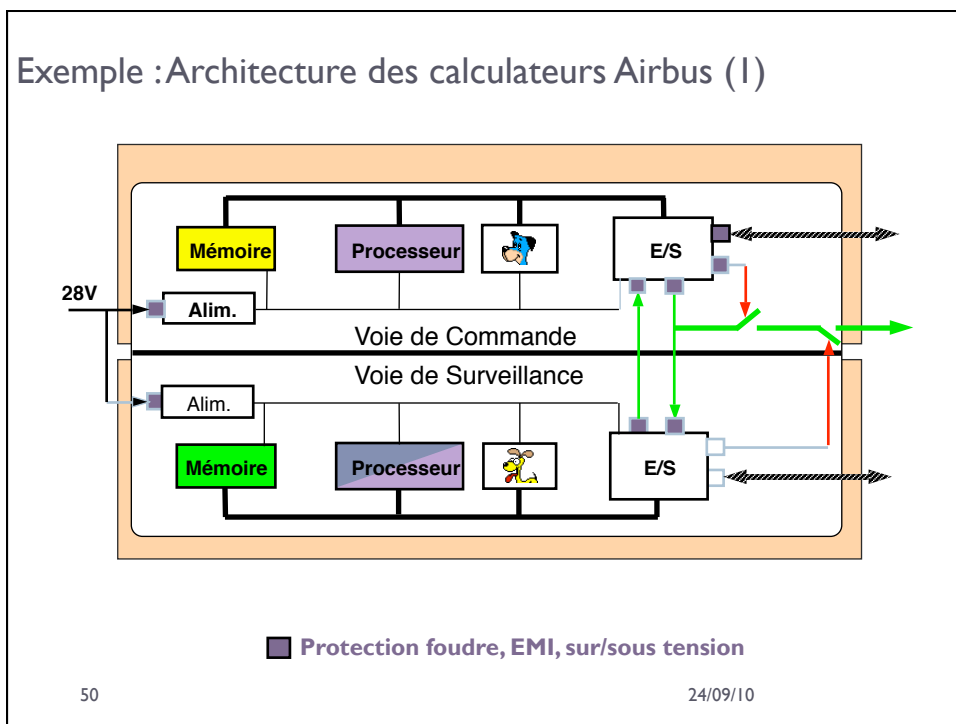 Exemple : Architecture des calculateurs Airbus (1)
Mémoire
Processeur
E/S
28V
Alim.
Voie de Commande
Voie de Surveillance
Alim.
Mémoire
Processeur
E/S
Protection foudre, EMI, sur/sous tension
50
24/09/10